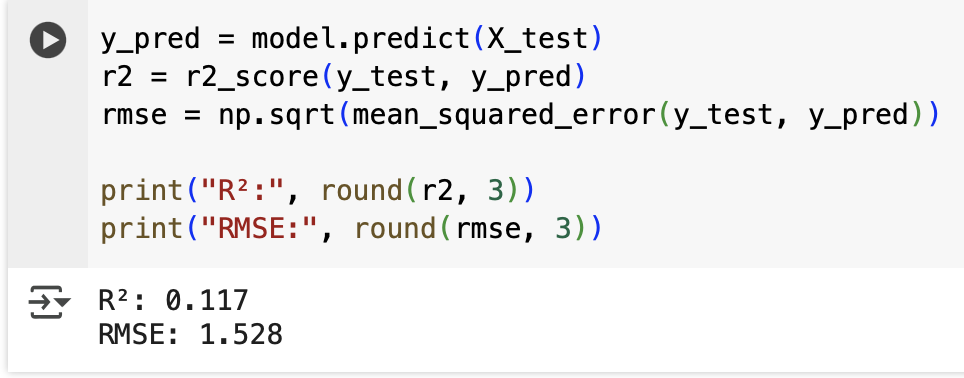 y_pred = model.predict(X_test)
r2 = r2_score(y_test, y_pred)
rmse = np.sqrt(mean_squared_error(y_test, y_pred))
print("R²:", round(r2, 3))
print("RMSE:", round(rmse, 3))
R²: 0.117
RMSE: 1.528